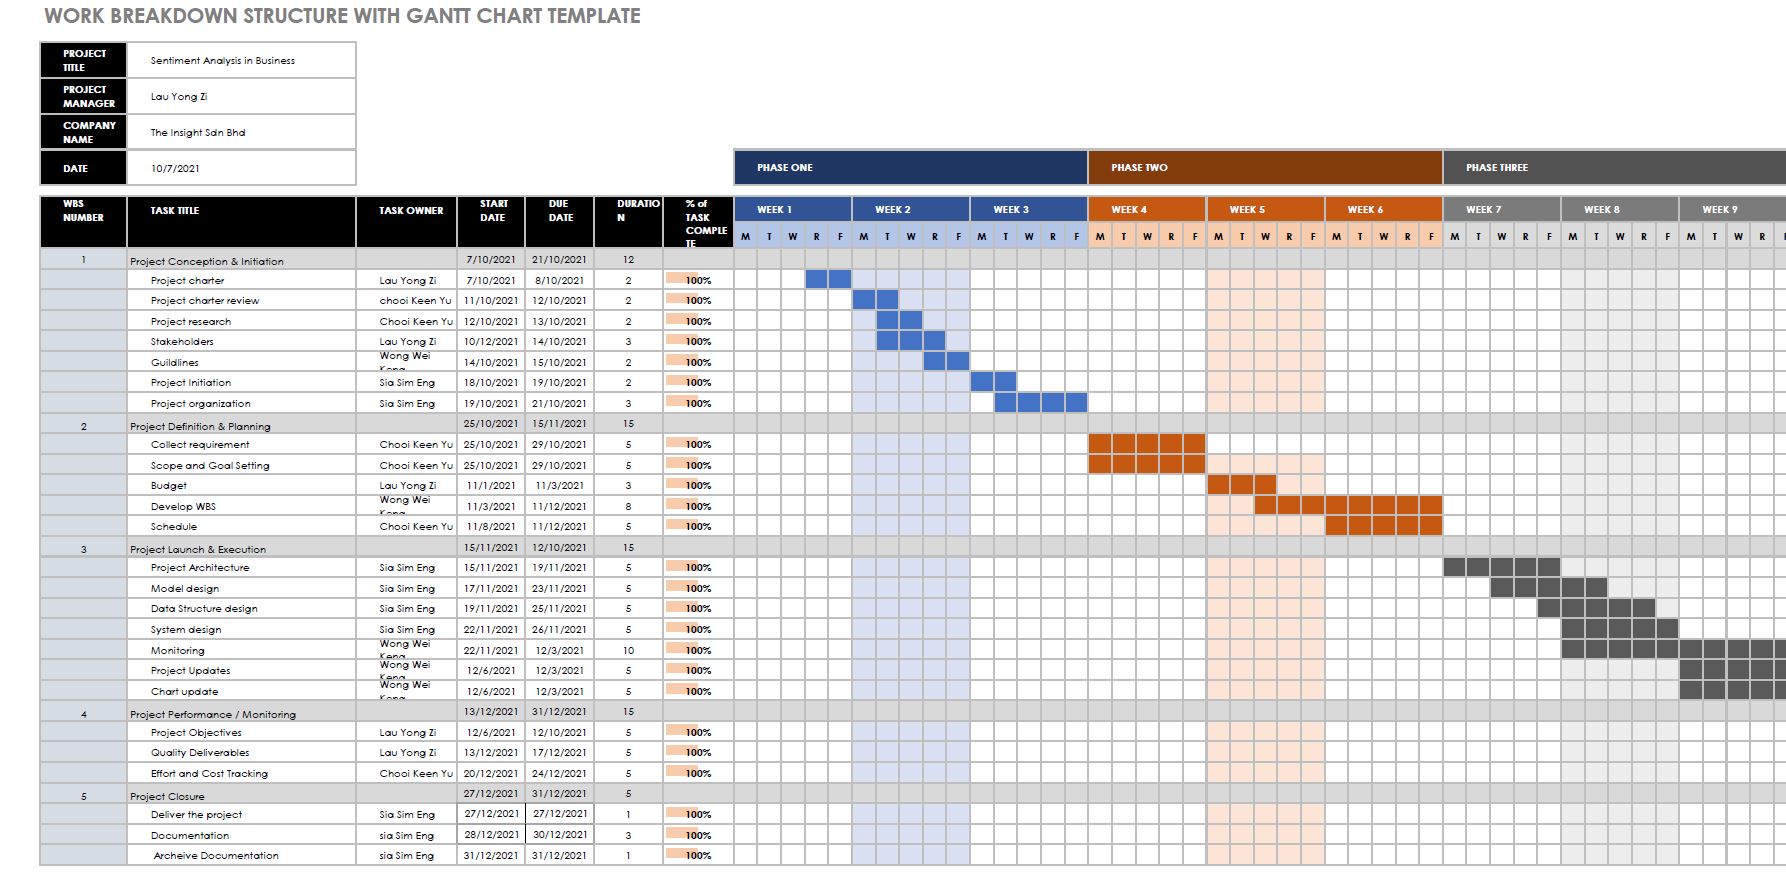 WORK BREAKDOWN STRUCTURE WITH GANTT CHART TEMPLATE
PROJECT TITLE Sentiment Analysis in Business
PROJECT MANAGER Lau Yong Zi
COMPANY NAME The Insight Sdn Bhd
DATE 10/7/2021
PHASE ONE PHASE TWO PHASE THREE
WBS NUMBER TASK TITLE TASK OWNER START DATE DUE DATE DURATION % of TASK COMPLETE WEEK 1 WEEK 2 WEEK 3 WEEK 4 WEEK 5 WEEK 6 WEEK 7 WEEK 8 WEEK 9
M T W R F M T W R F M T W R F M T W R F M T W R F M T W R F M T W R F M T W R F M T W R
1 Project Conception & Initiation 7/10/2021 21/10/2021 12
Project charter Lau Yong Zi 7/10/2021 8/10/2021 2 100%
Project charter review chooi Keen Yu 11/10/2021 12/10/2021 2 100%
Project research Chooi Keen Yu 12/10/2021 13/10/2021 2 100%
Stakeholders Lau Yong Zi 10/12/2021 14/10/2021 3 100%
Guildlines Wong Wei Keng 14/10/2021 15/10/2021 2 100%
Project Initiation Sia Sim Eng 18/10/2021 19/10/2021 2 100%
Project organization Sia Sim Eng 19/10/2021 21/10/2021 3 100%
2 Project Definition & Planning 25/10/2021 15/11/2021 15
Collect requirement Chooi Keen Yu 25/10/2021 29/10/2021 5 100%
Scope and Goal Setting Chooi Keen Yu 25/10/2021 29/10/2021 5 100%
Budget Lau Yong Zi 11/1/2021 11/3/2021 3 100%
Develop WBS Wong Wei Keng 11/3/2021 11/12/2021 8 100%
Schedule Chooi Keen Yu 11/8/2021 11/12/2021 5 100%
3 Project Launch & Execution 15/11/2021 12/10/2021 15
Project Architecture Sia Sim Eng 15/11/2021 19/11/2021 5 100%
Model design Sia Sim Eng 17/11/2021 23/11/2021 5 100%
Data Structure design Sia Sim Eng 19/11/2021 25/11/2021 5 100%
System design Sia Sim Eng 22/11/2021 26/11/2021 5 100%
Monitoring Wong Wei Keng 22/11/2021 12/3/2021 10 100%
Project Updates Wong Wei Keng 12/6/2021 12/3/2021 5 100%
Chart update Wong Wei Keng 12/6/2021 12/3/2021 5 100%
4 Project Performance / Monitoring 13/12/2021 31/12/2021 15
Project Objectives Lau Yong Zi 12/6/2021 12/10/2021 5 100%
Quality Deliverables Lau Yong Zi 13/12/2021 17/12/2021 5 100%
Effort and Cost Tracking Chooi Keen Yu 20/12/2021 24/12/2021 5 100%
5 Project Closure 27/12/2021 31/12/2021 5
Deliver the project Sia Sim Eng 27/12/2021 27/12/2021 1 100%
Documentation sia Sim Eng 28/12/2021 30/12/2021 3 100%
Archeive Documentation sia Sim Eng 31/12/2021 31/12/2021 1 100%